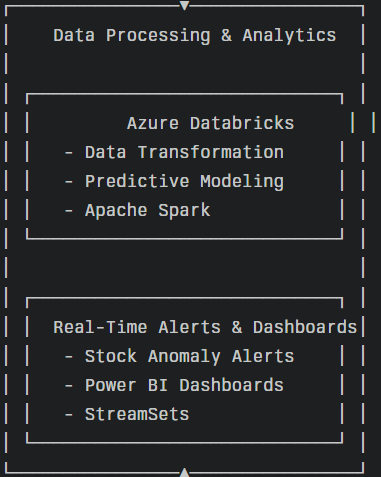 Data Processing & Analytics
Azure Databricks
- Data Transformation
- Predictive Modeling
- Apache Spark
Real-Time Alerts & Dashboards
- Stock Anomaly Alerts
- Power BI Dashboards
- StreamSets